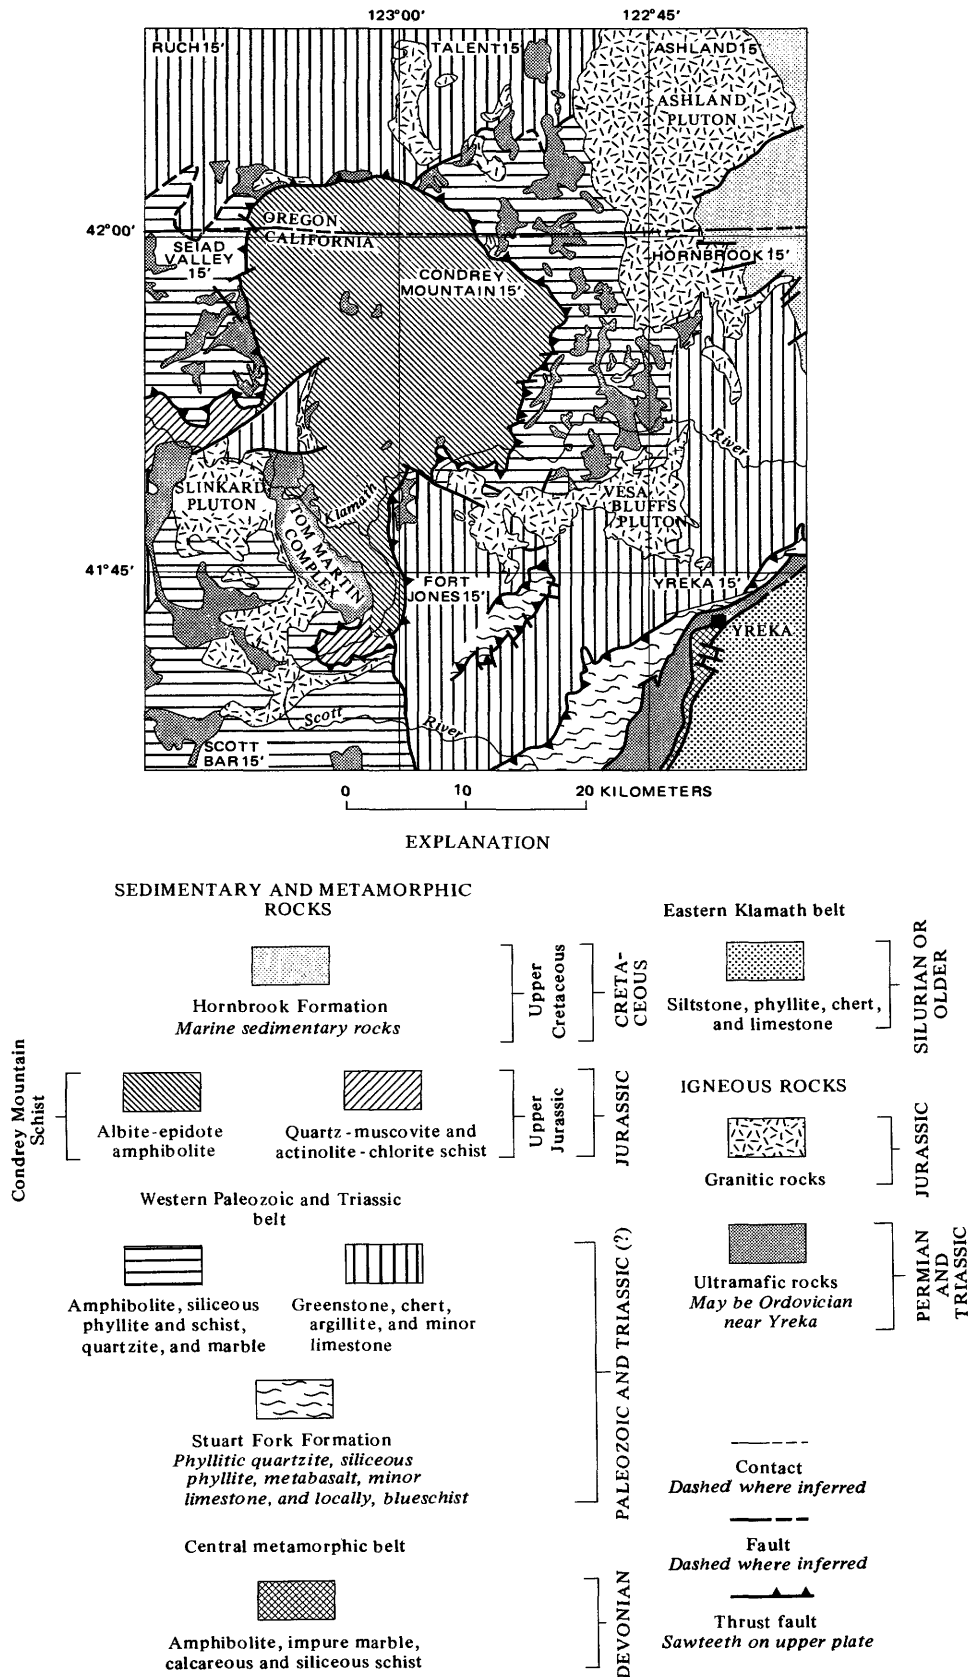 123°00′
122°45′
RUCH 15′
TALENT 15
ASHLAND 15
ASHLAND
PLUTON
42°00′
OREGON
CALIFORNIA
SEIAD
VALLEY
15′
CONDREY
MOUNTAIN 15′
HORNBROOK 15′
River
SLINKARD
PLUTON
Klamath
VESA
BLUFFS
PLUTON
TOM MARTIN
COMPLEX
41°45′
FORT
JONES 15′
YREKA 15′
YREKA
Scott
River
SCOTT
BAR 15′
0 10 20 KILOMETERS
EXPLANATION
SEDIMENTARY AND METAMORPHIC
ROCKS
Hornbrook Formation
Marine sedimentary rocks
Upper
Cretaceous
CRETA-
CEOUS
Condrey Mountain
Schist
Albite-epidote
amphibolite
Quartz-muscovite and
actinolite-chlorite schist
Upper
Jurassic
JURASSIC
Western Paleozoic and Triassic
belt
Amphibolite, siliceous
phyllite and schist,
quartzite, and marble
Greenstone, chert,
argillite, and minor
limestone
Stuart Fork Formation
Phyllitic quartzite, siliceous
phyllite, metabasalt, minor
limestone, and locally, blueschist
PALEOZOIC AND TRIASSIC (?)
Central metamorphic belt
Amphibolite, impure marble,
calcareous and siliceous schist
DEVONIAN
Eastern Klamath belt
Siltstone, phyllite, chert,
and limestone
SILURIAN OR
OLDER
IGNEOUS ROCKS
Granitic rocks
JURASSIC
Ultramafic rocks
May be Ordovician
near Yreka
PERMIAN
AND
TRIASSIC
Contact
Dashed where inferred
Fault
Dashed where inferred
Thrust fault
Sawteeth on upper plate